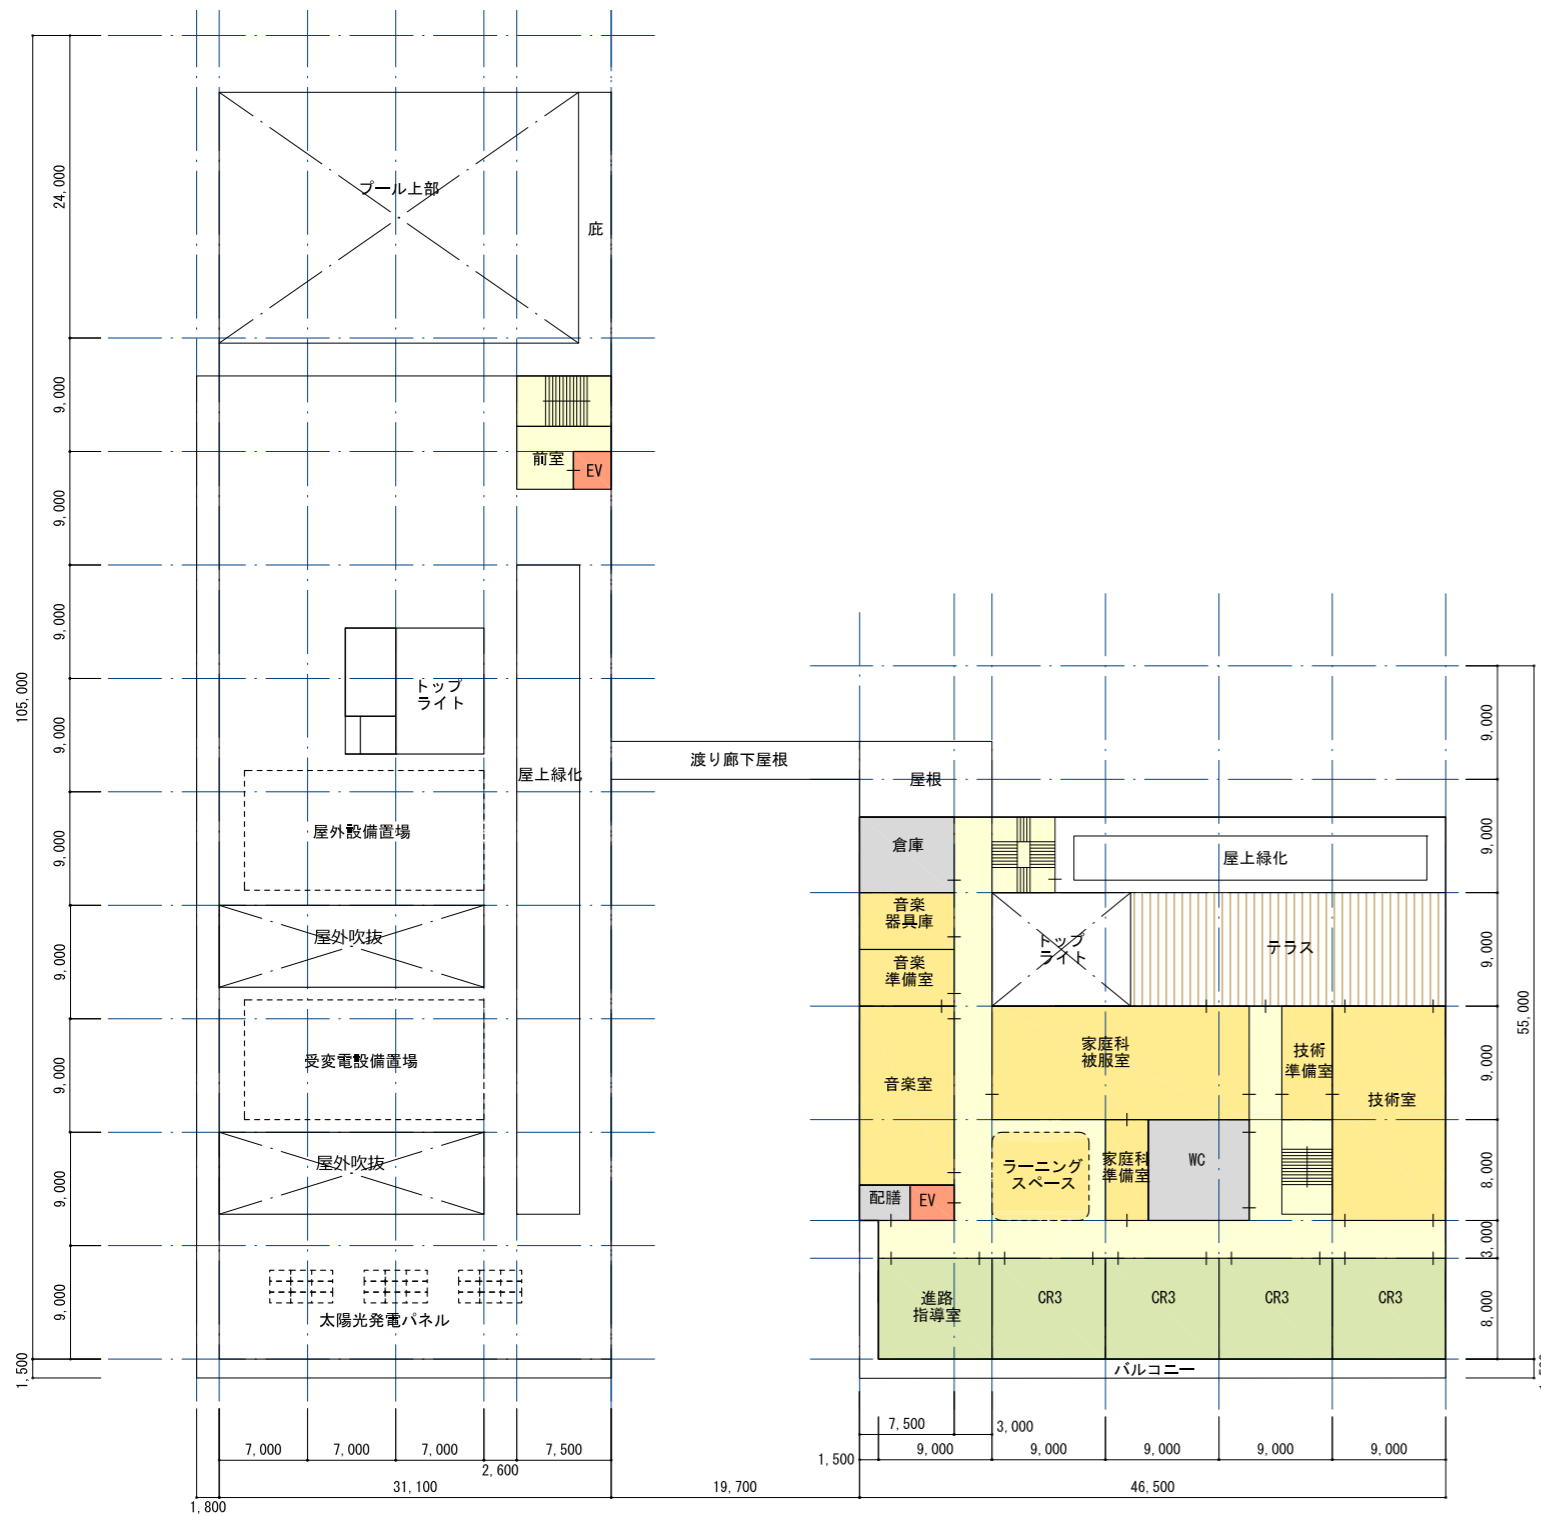 プール上部
庇
24,000
9,000
前室
EV
9,000
9,000
トップ
ライト
105,000
9,000
渡り廊下屋根
屋根
9,000
屋上緑化
屋外設備置場
9,000
倉庫
屋上緑化
9,000
音楽
器具庫
屋外吹抜
トップ
ライト
テラス
9,000
9,000
音楽
準備室
55,000
受変電設備置場
9,000
音楽室
家庭科
被服室
技術
準備室
技術室
9,000
屋外吹抜
9,000
ラーニング
スペース
家庭科
準備室
WC
8,000
配膳
EV
3,000
太陽光発電パネル
9,000
進路
指導室
CR3
CR3
CR3
CR3
8,000
1,500
バルコニー
7,000
7,000
7,000
2,600
7,500
7,500
3,000
1,500
9,000
9,000
9,000
9,000
9,000
1,800
31,100
19,700
46,500